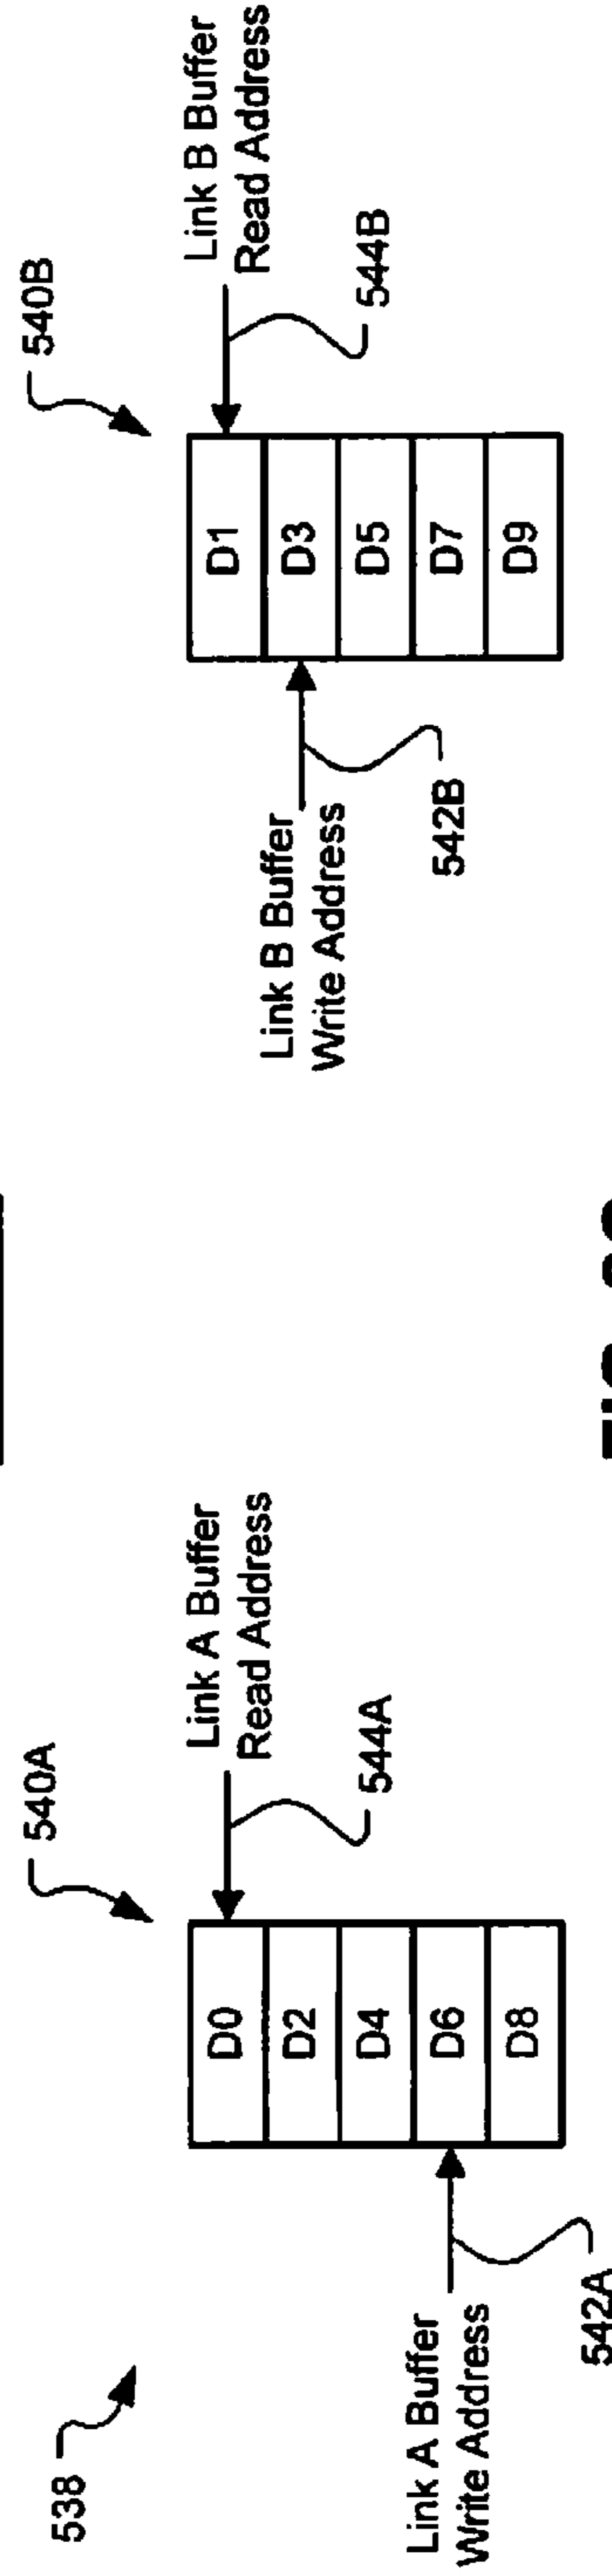 538
540A
Link A Buffer
Read Address
544A
D0
D2
D4
D6
D8
Link A Buffer
Write Address
542A
540B
Link B Buffer
Read Address
544B
D1
D3
D5
D7
D9
Link B Buffer
Write Address
542B